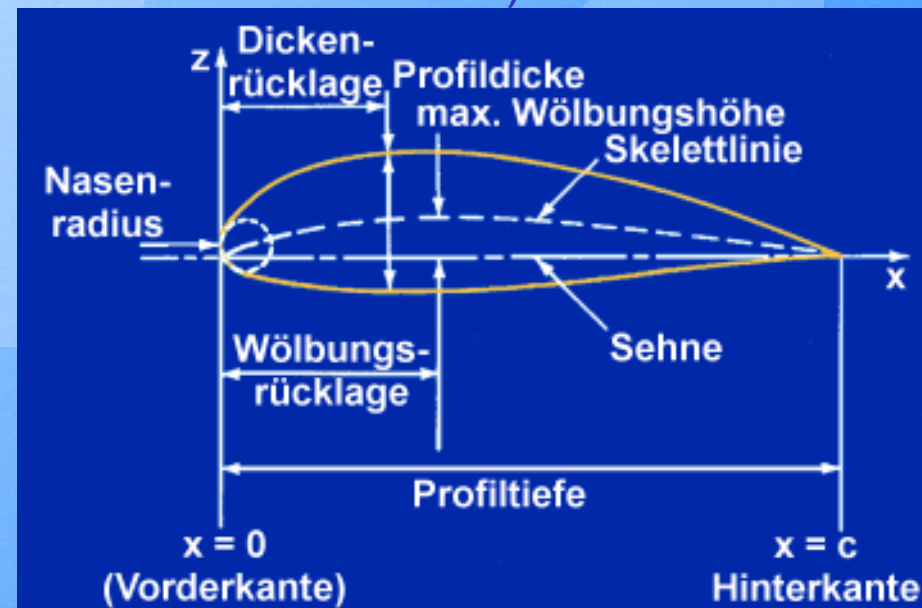 z
Dicken-
rücklage
Profildicke
max. Wölbungshöhe
Skelettlinie
Nasen-
radius
x
Wölbungs-
rücklage
Sehne
Profiltiefe
x = 0
(Vorderkante)
x = c
Hinterkante